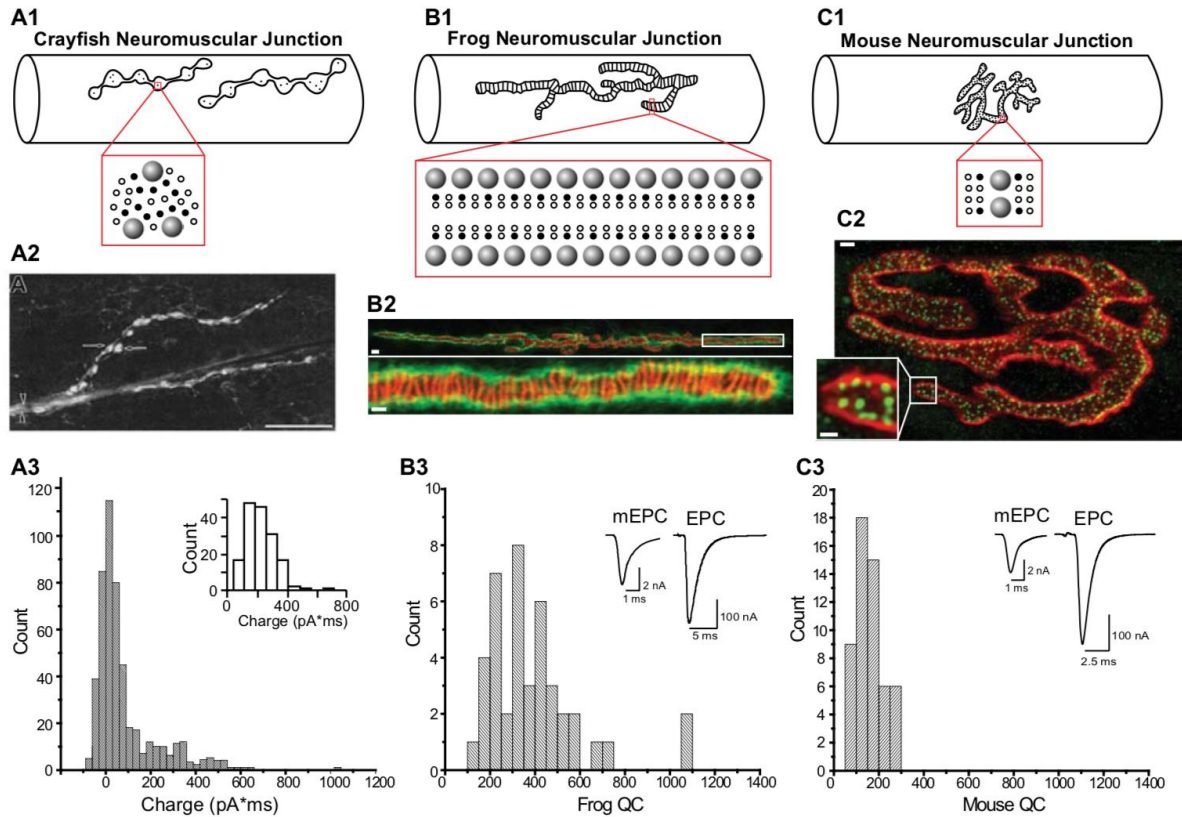 A1
Crayfish Neuromuscular Junction
B1
Frog Neuromuscular Junction
C1
Mouse Neuromuscular Junction
A2
A
B2
C2
A3
120
100
80
60
40
20
0
Count
0 200 400 600 800 1000 1200
Charge (pA*ms)
40
20
0
Count
0 400 800
Charge (pA*ms)
B3
10
8
6
4
2
0
Count
0 200 400 600 800 1000 1200 1400
Frog QC
mEPC EPC
2 nA
1 ms
100 nA
5 ms
C3
20
18
16
14
12
10
8
6
4
2
0
Count
0 200 400 600 800 1000 1200 1400
Mouse QC
mEPC EPC
2 nA
1 ms
100 nA
2.5 ms